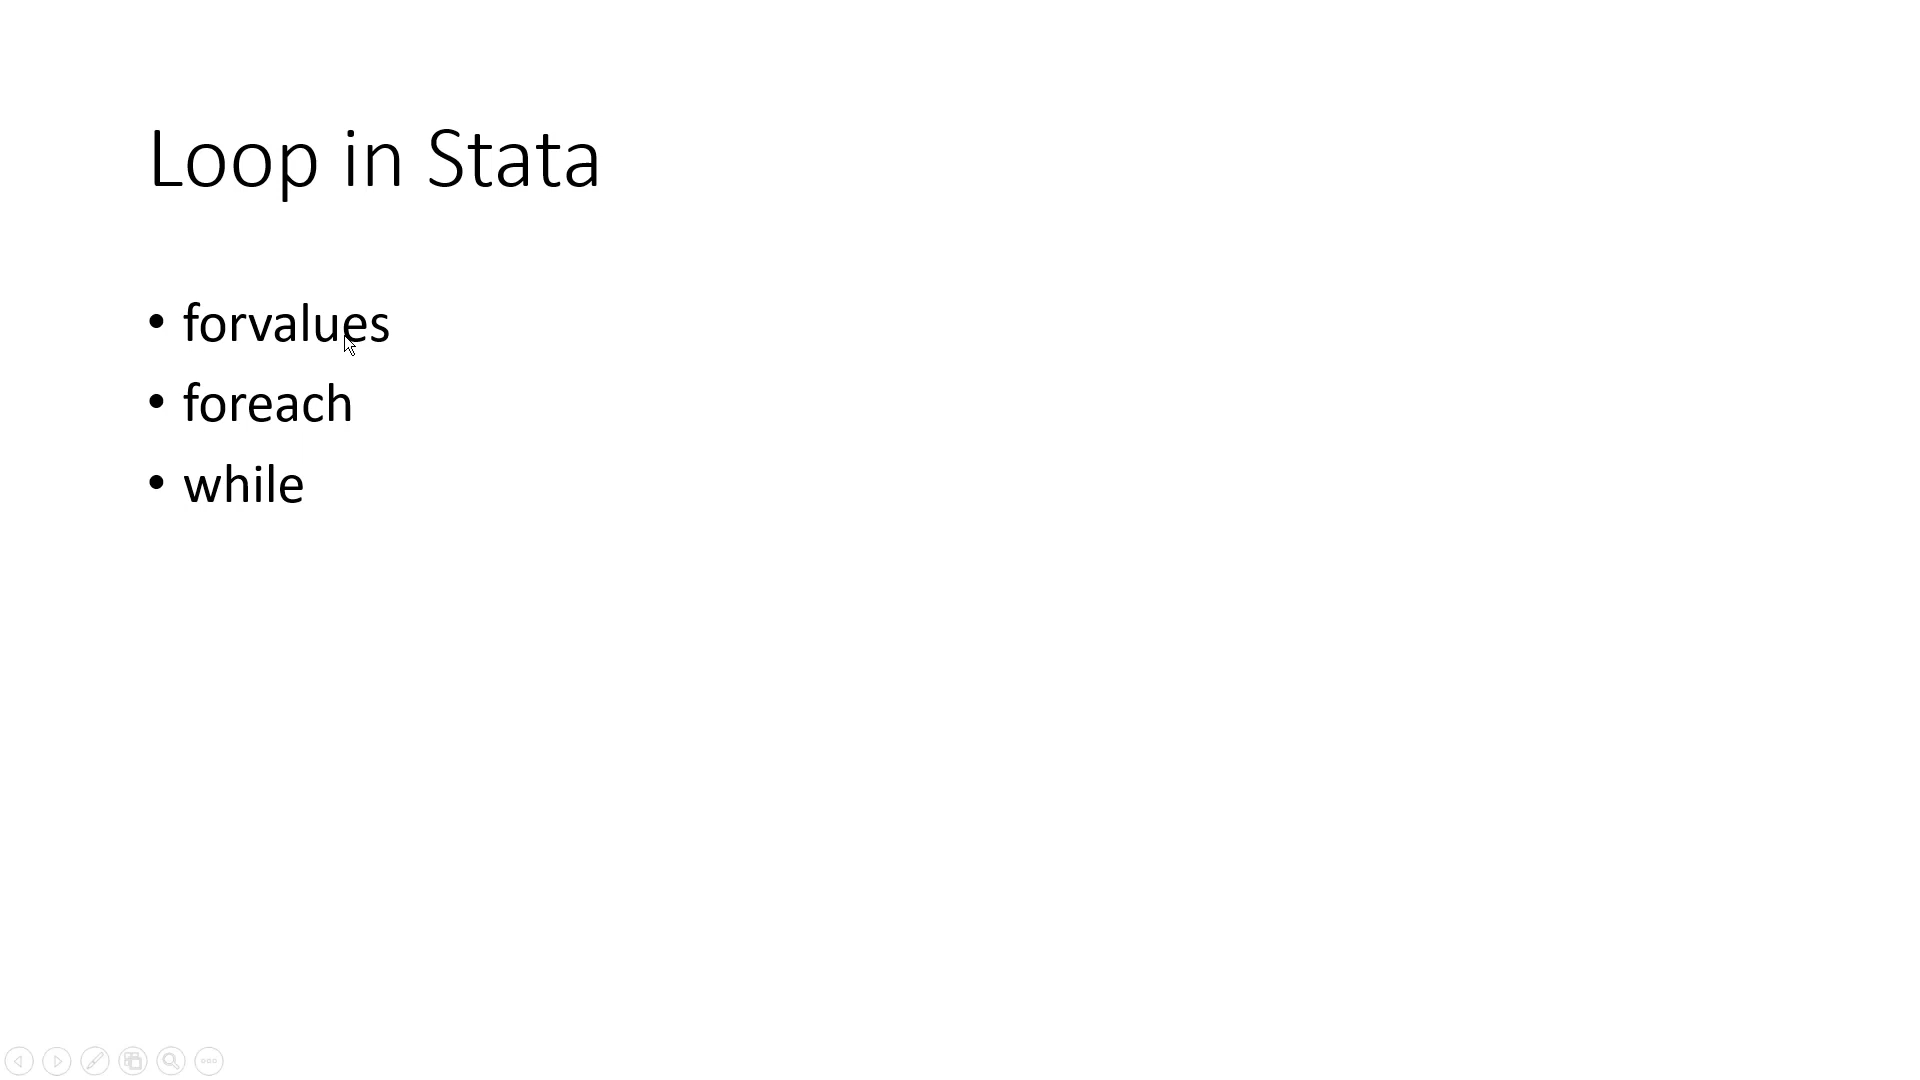 Loop in Stata
• forvalues
• foreach
• while